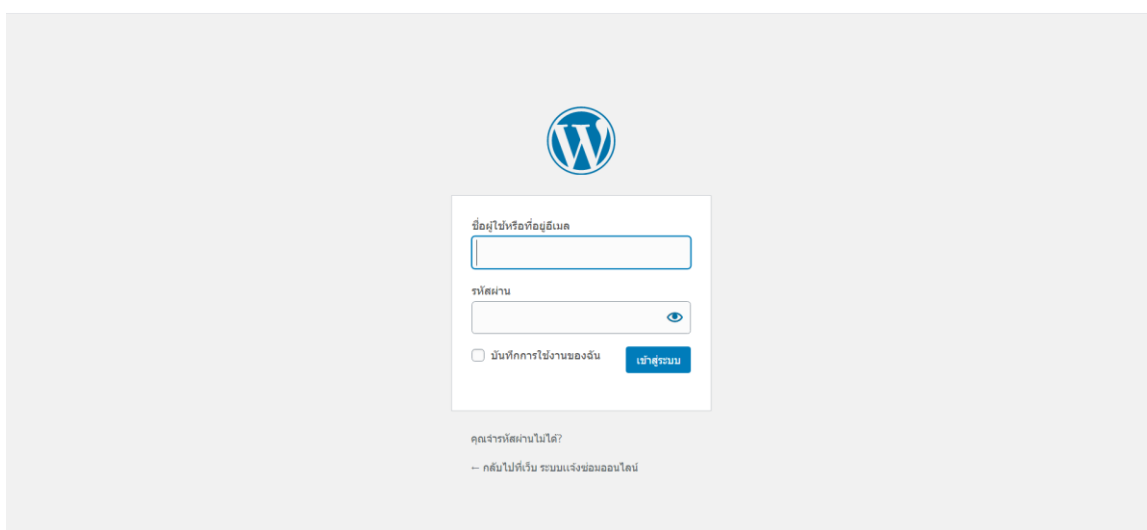 ชื่อผู้ใช้หรือที่อยู่อีเมล
รหัสผ่าน
บันทึกการใช้งานของฉัน
เข้าสู่ระบบ
คุณจำรหัสผ่านไม่ได้?
← กลับไปที่เว็บ ระบบแจ้งซ่อมออนไลน์